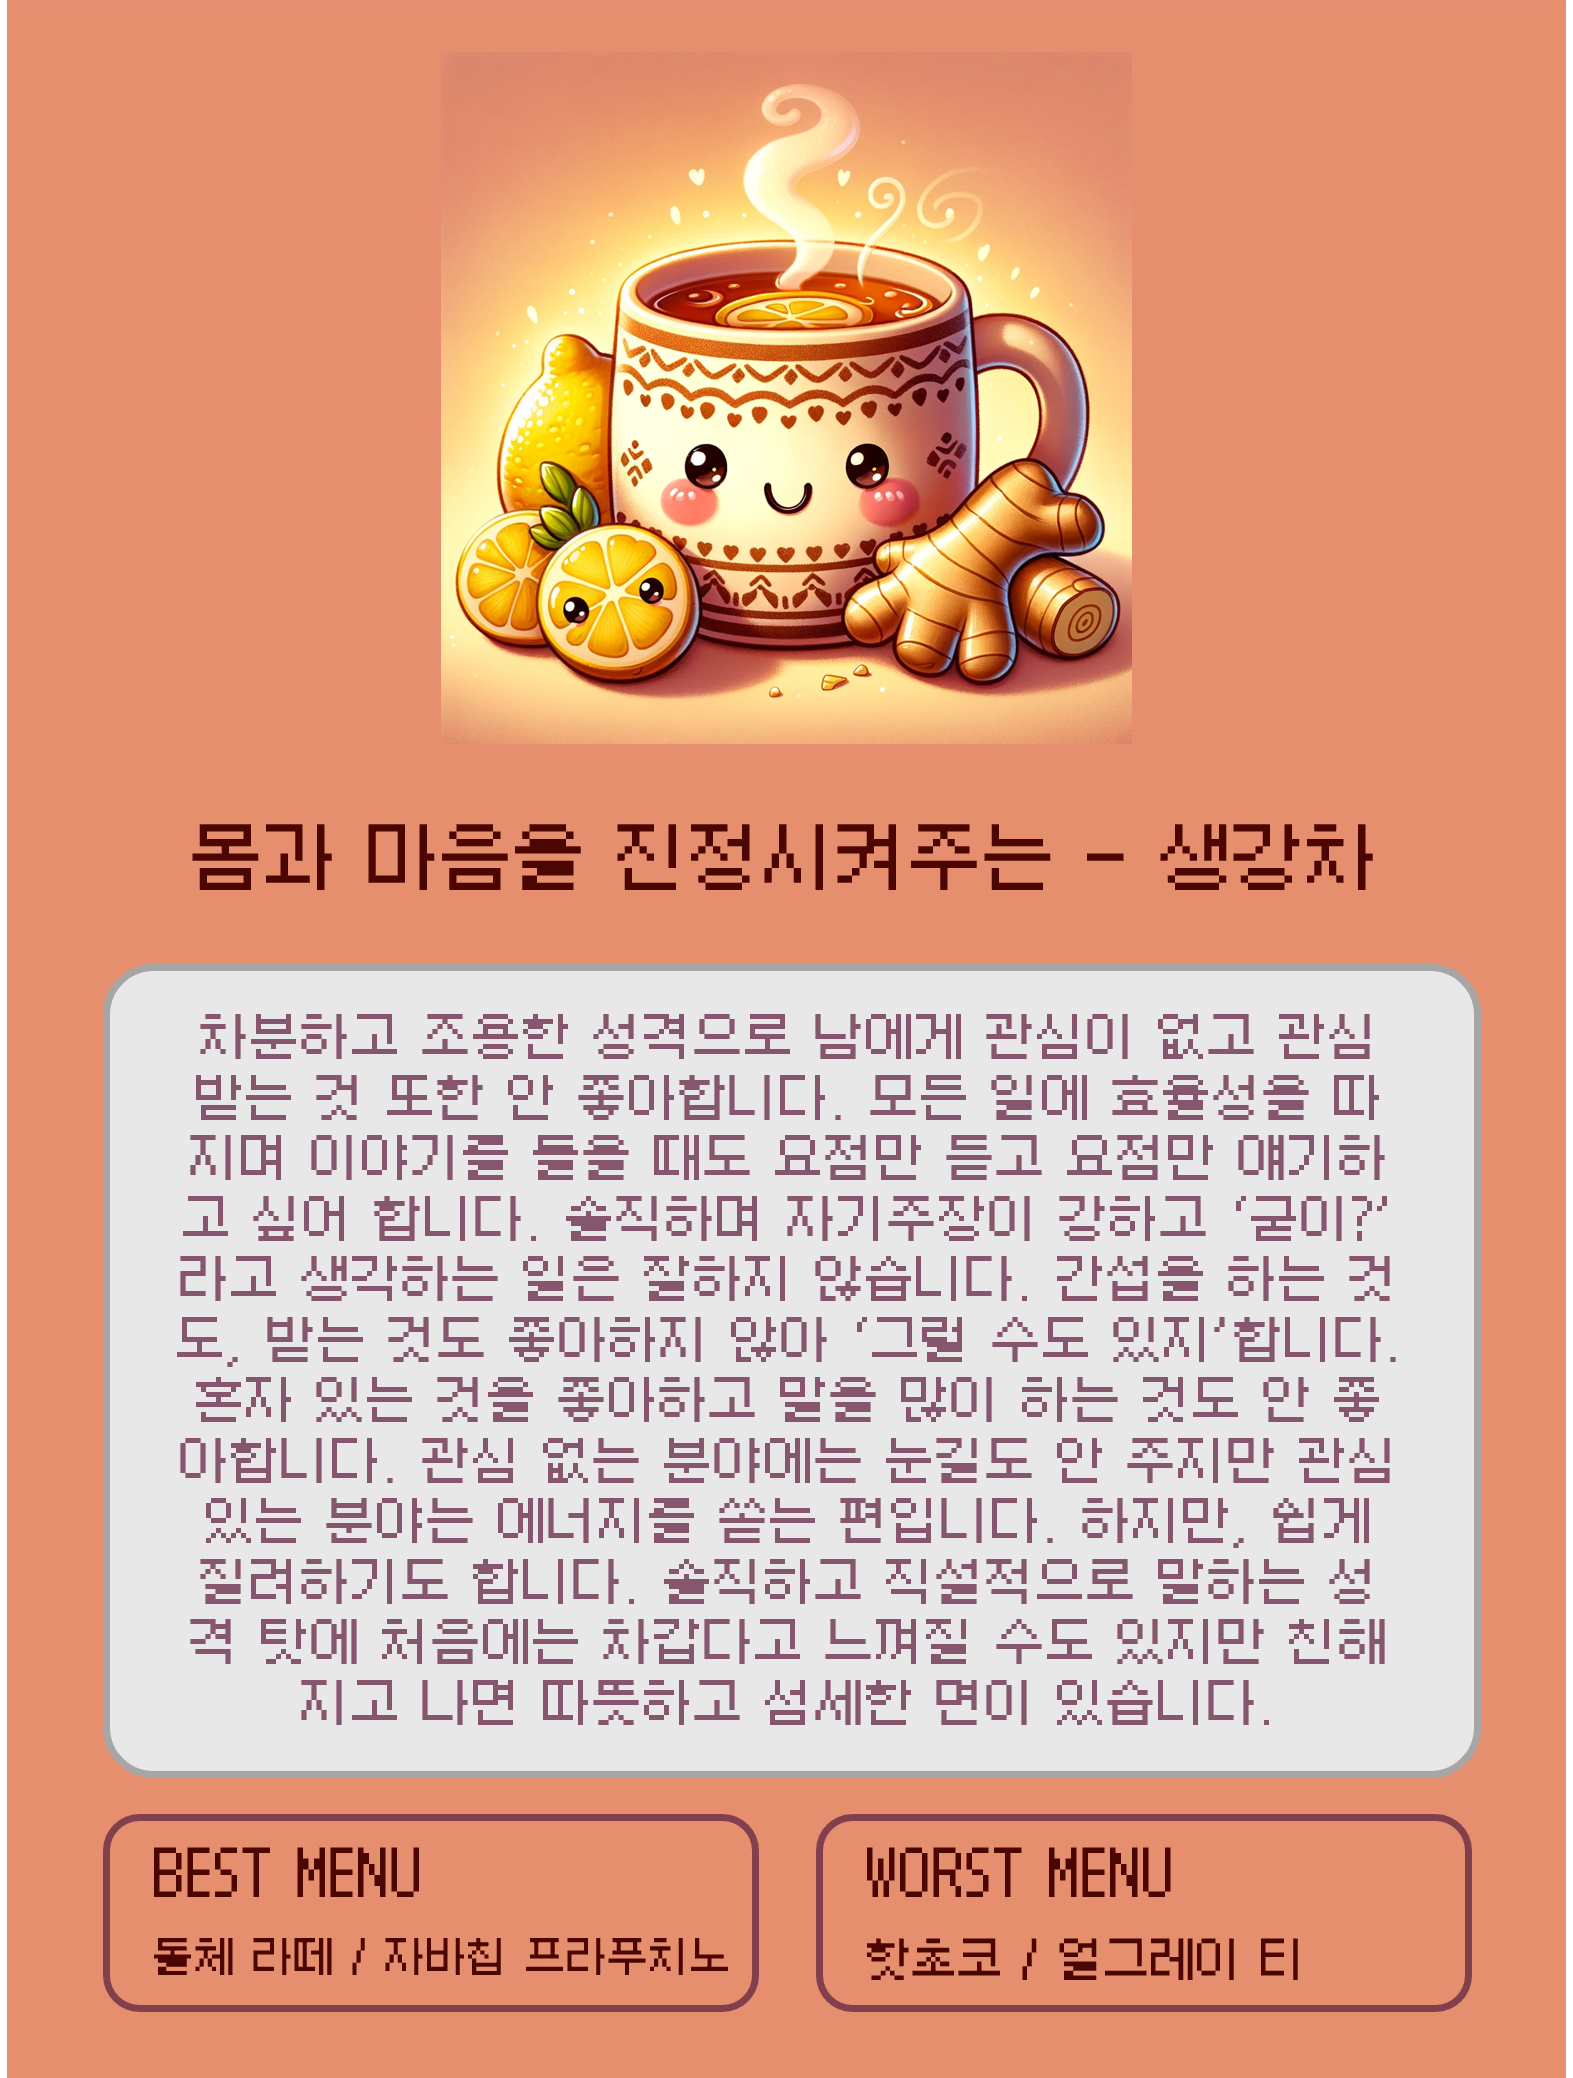 몸과 마음을 진정시켜주는 - 생강차
차분하고 조용한 성격으로 남에게 관심이 없고 관심
받는 것 또한 안 좋아합니다. 모든 일에 효율성을 따
지며 이야기를 들을 때도 요점만 듣고 요점만 얘기하
고 싶어 합니다. 솔직하며 자기주장이 강하고 ‘굳이?’
라고 생각하는 일은 잘하지 않습니다. 간섭을 하는 것
도, 받는 것도 좋아하지 않아 ‘그럴 수도 있지’합니다.
혼자 있는 것을 좋아하고 말을 많이 하는 것도 안 좋
아합니다. 관심 없는 분야에는 눈길도 안 주지만 관심
있는 분야는 에너지를 쏟는 편입니다. 하지만, 쉽게
질려하기도 합니다. 솔직하고 직설적으로 말하는 성
격 탓에 처음에는 차갑다고 느껴질 수도 있지만 친해
지고 나면 따뜻하고 섬세한 면이 있습니다.
BEST MENU
돌체 라떼 / 자바칩 프라푸치노
WORST MENU
핫초코 / 얼그레이 티